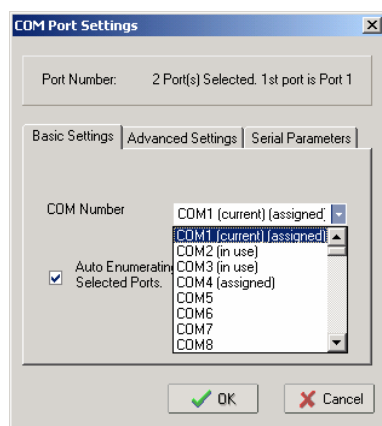 COM Port Settings
Port Number: 2 Port(s) Selected. 1st port is Port 1
Basic Settings Advanced Settings Serial Parameters
COM Number COM1 (current) (assigned)
COM1 (current) (assigned)
COM2 (in use)
Auto Enumerating COM3 (in use)
Selected Ports. COM4 (assigned)
COM5
COM6
COM7
COM8
OK Cancel